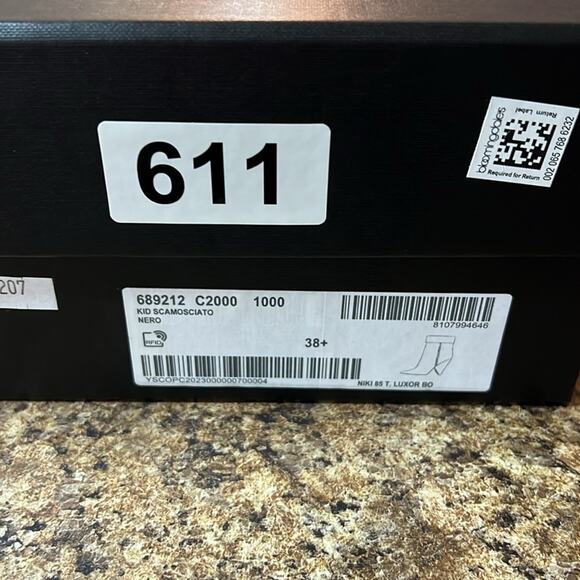 611
bloomingdale's
Return Label
Required for Return
002 065 768 6232
207
689212 C2000 1000
KID SCAMOSCIATO
NERO
8107994646
RFID
38+
YSCOPC2023000000700004
NIKI 85 T. LUXOR BO